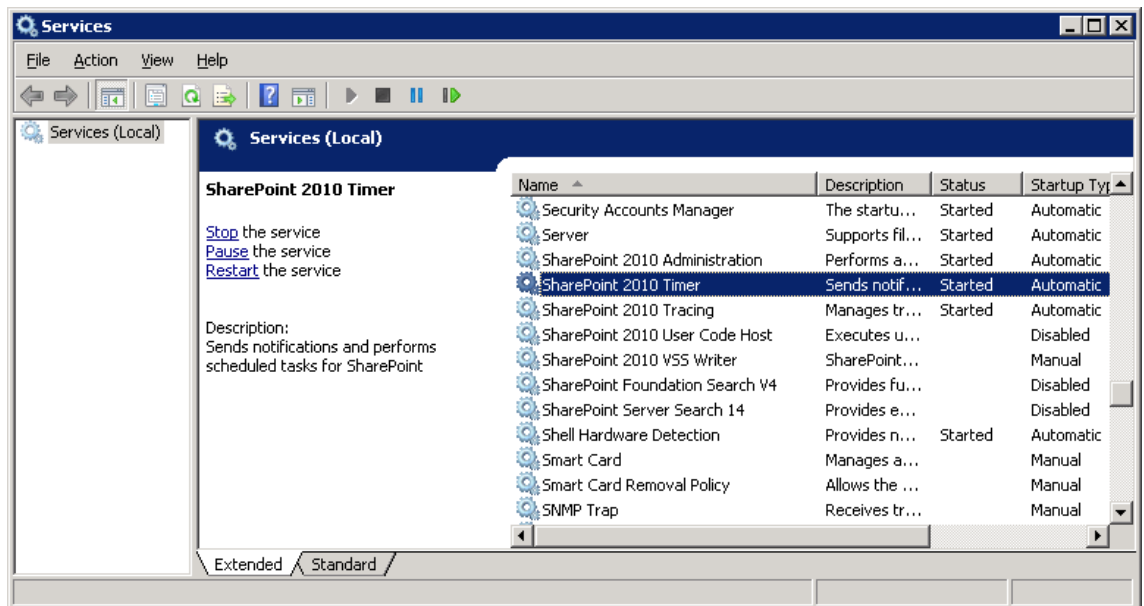 Services
File Action View Help
Services (Local)
Services (Local)
SharePoint 2010 Timer
Stop the service
Pause the service
Restart the service
Description:
Sends notifications and performs
scheduled tasks for SharePoint
Name Description Status Startup Typ
Security Accounts Manager The startu... Started Automatic
Server Supports fil... Started Automatic
SharePoint 2010 Administration Performs a... Started Automatic
SharePoint 2010 Timer Sends notif... Started Automatic
SharePoint 2010 Tracing Manages tr... Started Automatic
SharePoint 2010 User Code Host Executes u... Disabled
SharePoint 2010 VSS Writer SharePoint... Manual
SharePoint Foundation Search V4 Provides fu... Disabled
SharePoint Server Search 14 Provides e... Disabled
Shell Hardware Detection Provides n... Started Automatic
Smart Card Manages a... Manual
Smart Card Removal Policy Allows the ... Manual
SNMP Trap Receives tr... Manual
Extended Standard